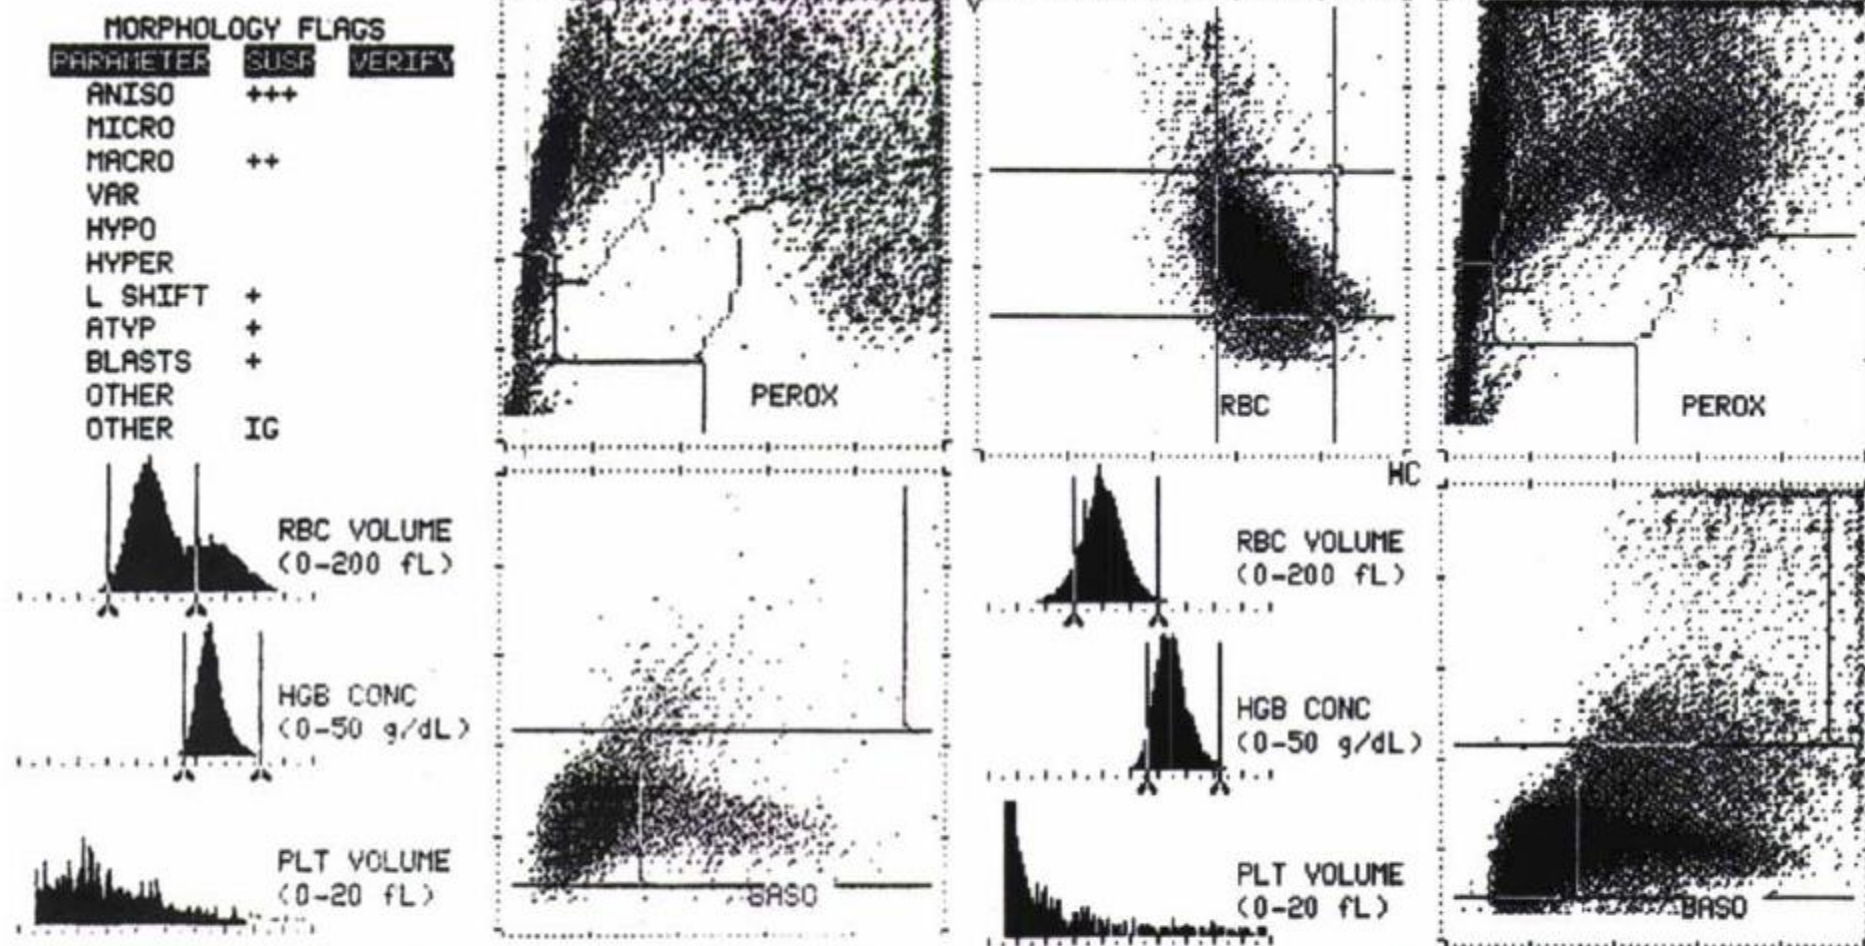 MORPHOLOGY FLAGS
PARAMETER SUSP VERIFY
ANISO +++
MICRO
MACRO ++
VAR
HYPO
HYPER
L SHIFT +
ATYP +
BLASTS +
OTHER
OTHER IG
RBC VOLUME
(0-200 fL)
HGB CONC
(0-50 g/dL)
PLT VOLUME
(0-20 fL)
PEROX
BASO
V
RBC
HC
RBC VOLUME
(0-200 fL)
HGB CONC
(0-50 g/dL)
PLT VOLUME
(0-20 fL)
PEROX
BASO